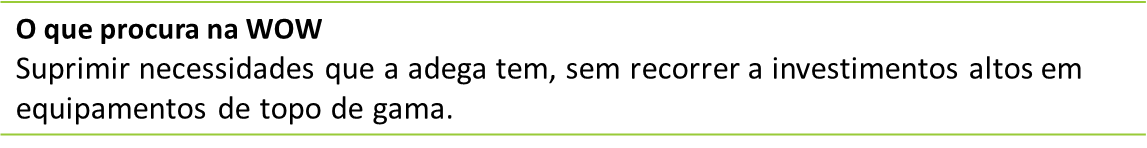 O que procura na WOW
Suprimir necessidades que a adega tem, sem recorrer a investimentos altos em
equipamentos de topo de gama.